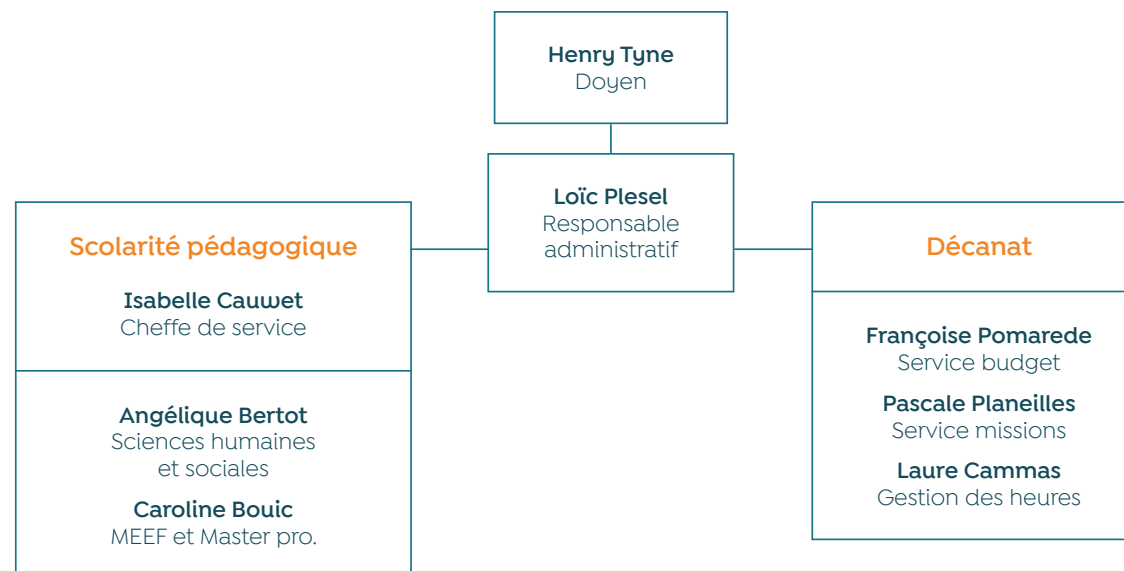 Henry Tyne
Doyen
Loïc Plesel
Responsable
administratif
Scolarité pédagogique
Isabelle Cauwet
Cheffe de service
Angélique Bertot
Sciences humaines
et sociales
Caroline Bouic
MEEF et Master pro.
Décanat
Françoise Pomarede
Service budget
Pascale Planeilles
Service missions
Laure Cammas
Gestion des heures